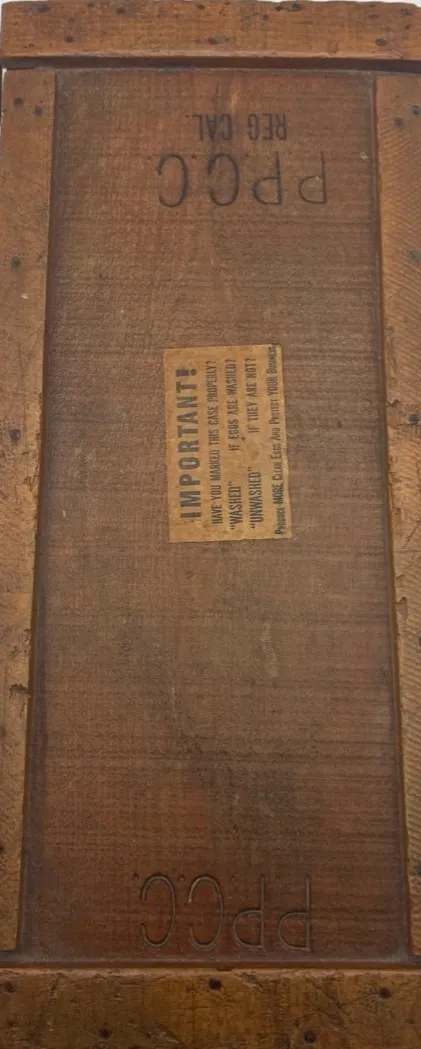 P.P.C.C.
REG. CAL.
IMPORTANT!
HAVE YOU MARKED THIS CASE PROPERLY?
"WASHED" IF EGGS ARE WASHED?
"UNWASHED" IF THEY ARE NOT?
PRODUCE MORE CLEAN EGGS AND PROTECT YOUR BUSINESS
P.P.C.C.